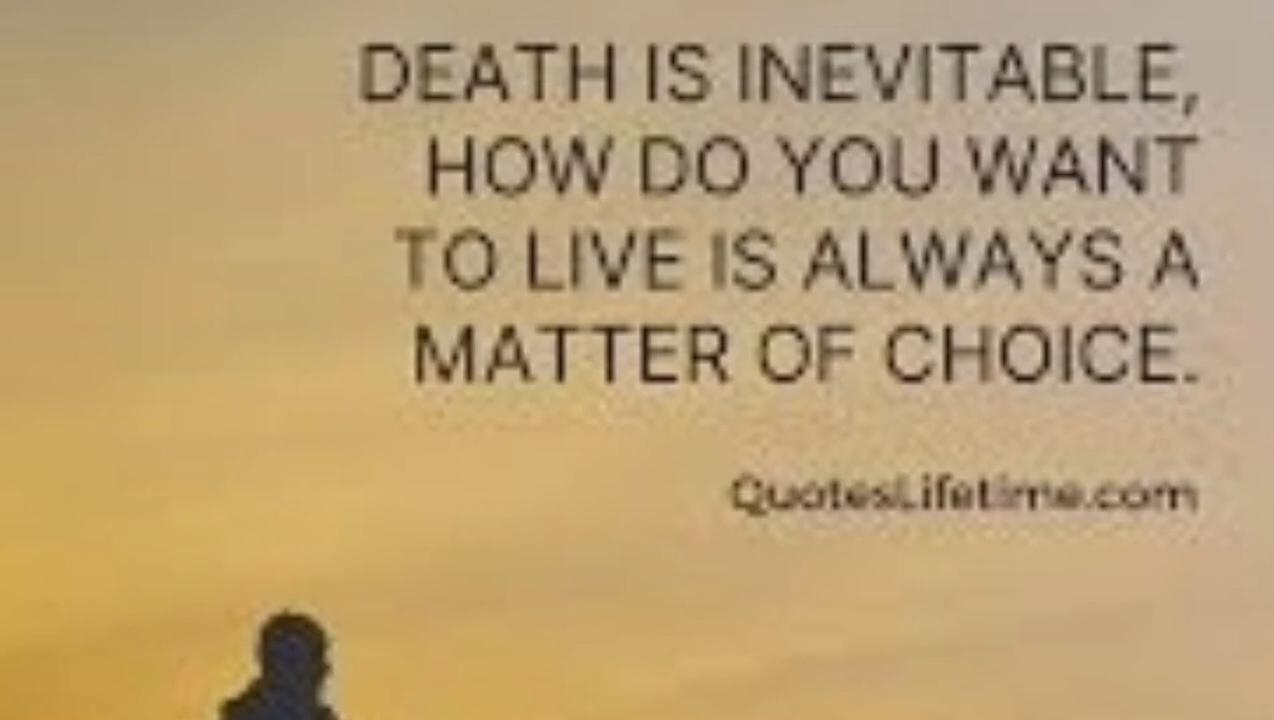 DEATH IS INEVITABLE,
HOW DO YOU WANT
TO LIVE IS ALWAYS A
MATTER OF CHOICE.
QuotesLifetime.com